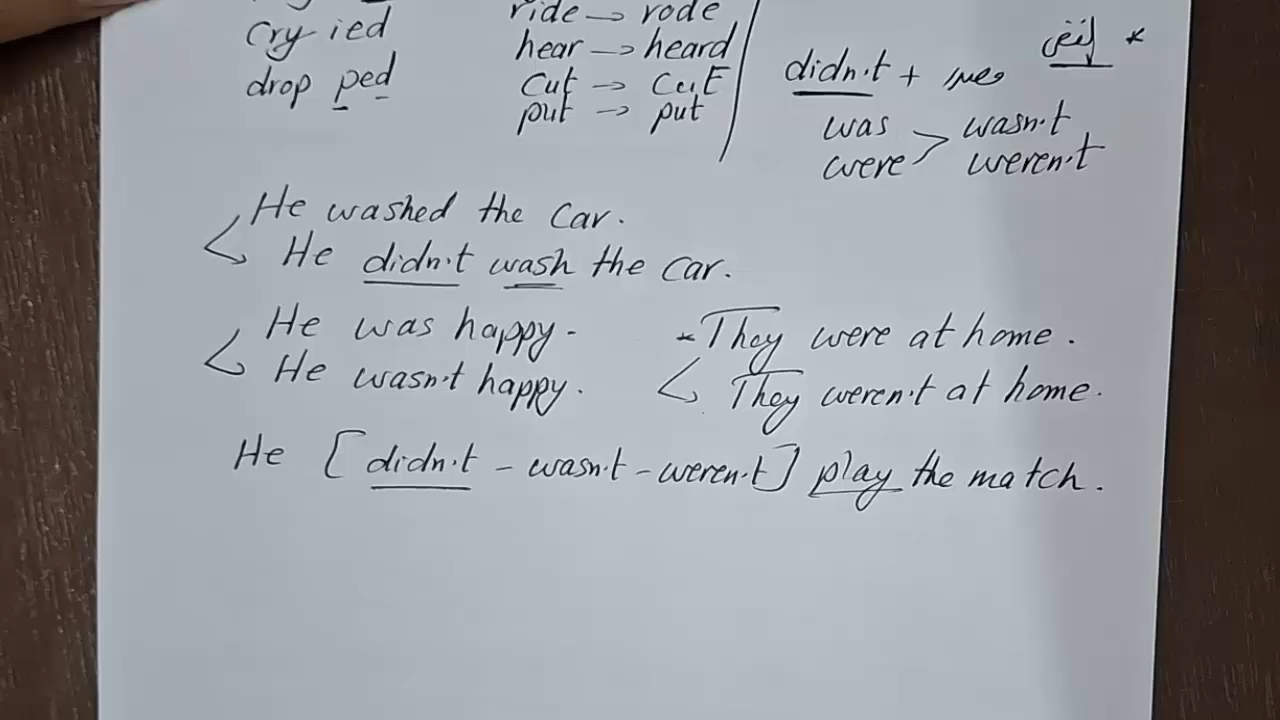 cry ied
drop ped
ride → rode
hear → heard
cut → cut
put → put
* النفى
didn't + مصدر
was > wasn't
were weren't
He washed the car.
He didn't wash the car.
He was happy.
He wasn't happy.
* They were at home.
They weren't at home.
He [didn't - wasn't - weren't] play the match.